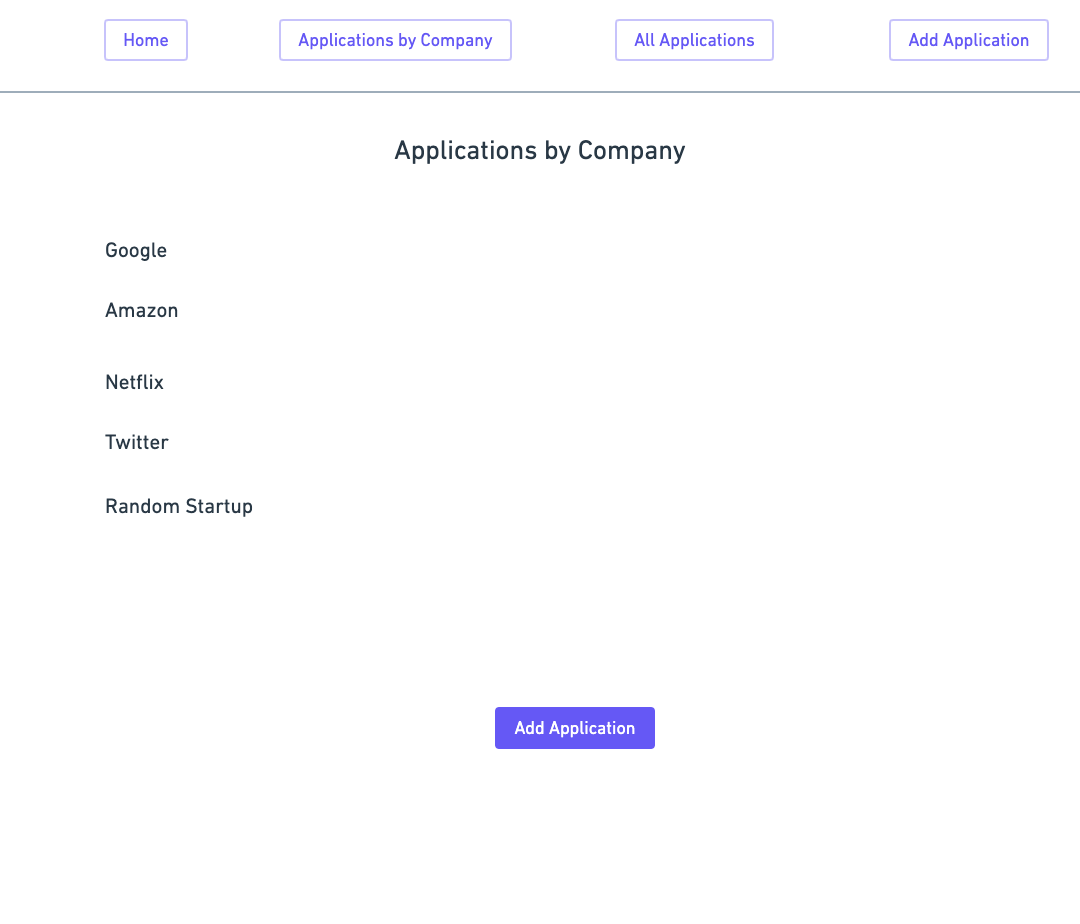 Home Applications by Company All Applications Add Application
Applications by Company
Google
Amazon
Netflix
Twitter
Random Startup
Add Application